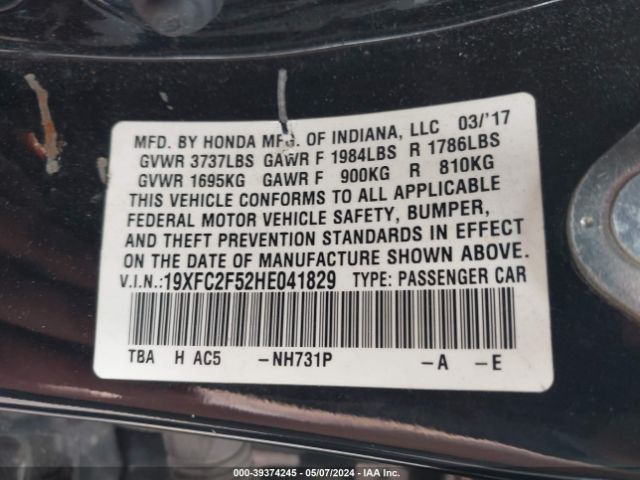 MFD. BY HONDA MFG. OF INDIANA, LLC 03/'17
GVWR 3737LBS GAWR F 1984LBS R 1786LBS
GVWR 1695KG GAWR F 900KG R 810KG
THIS VEHICLE CONFORMS TO ALL APPLICABLE
FEDERAL MOTOR VEHICLE SAFETY, BUMPER,
AND THEFT PREVENTION STANDARDS IN EFFECT
ON THE DATE OF MANUFACTURE SHOWN ABOVE.
V.I.N.:19XFC2F52HE041829 TYPE: PASSENGER CAR
TBA H AC5 -NH731P -A -E
000-39374245 - 05/07/2024 - IAA Inc.